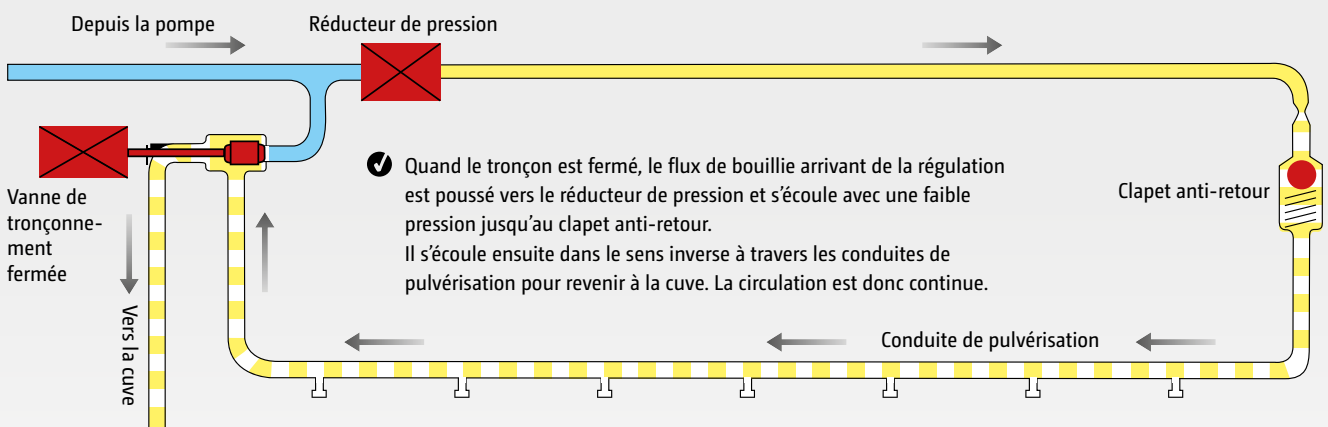 Depuis la pompe
Réducteur de pression
Vanne de
tronçonne-
ment
fermée
Vers la cuve
Quand le tronçon est fermé, le flux de bouillie arrivant de la régulation
est poussé vers le réducteur de pression et s’écoule avec une faible
pression jusqu’au clapet anti-retour.
Il s’écoule ensuite dans le sens inverse à travers les conduites de
pulvérisation pour revenir à la cuve. La circulation est donc continue.
Clapet anti-retour
Conduite de pulvérisation